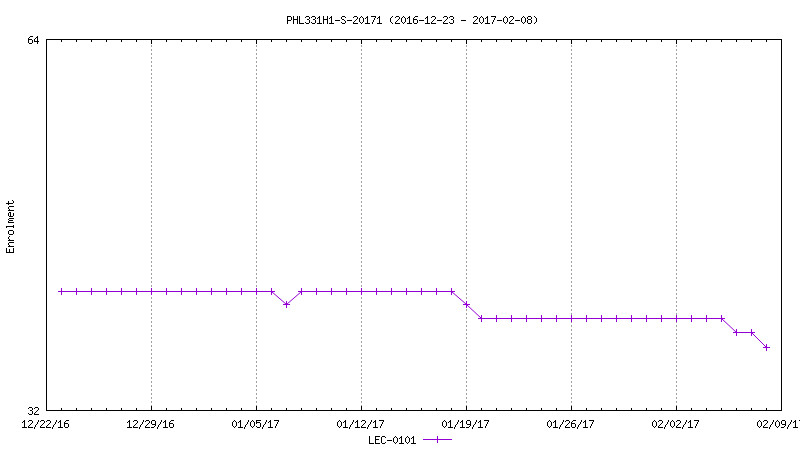 PHL331H1-S-20171 (2016-12-23 - 2017-02-08)
64
Enrolment
32
12/22/16 12/29/16 01/05/17 01/12/17 01/19/17 01/26/17 02/02/17 02/09/1
LEC-0101